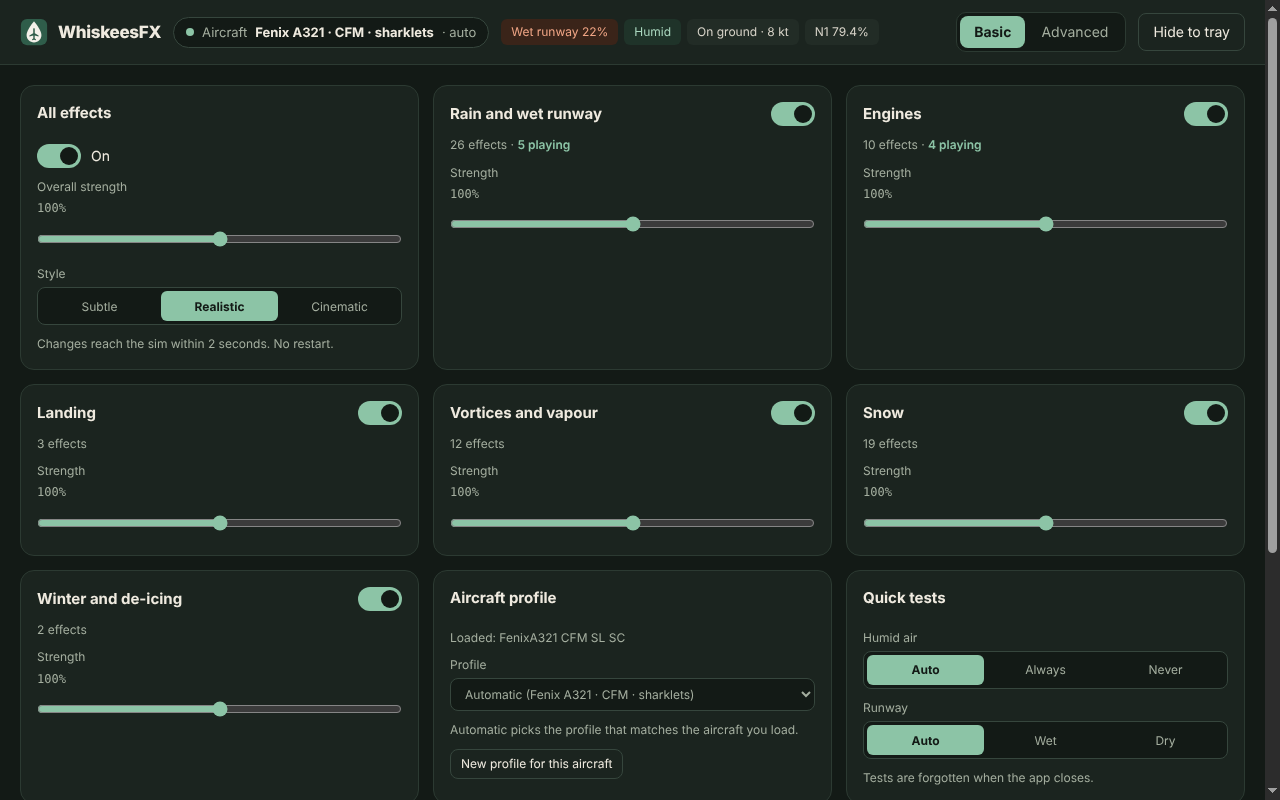 WhiskeesFX
Aircraft Fenix A321 · CFM · sharklets · auto
Wet runway 22%
Humid
On ground · 8 kt
N1 79.4%
Basic
Advanced
Hide to tray
All effects
On
Overall strength
100%
Style
Subtle
Realistic
Cinematic
Changes reach the sim within 2 seconds. No restart.
Rain and wet runway
26 effects · 5 playing
Strength
100%
Engines
10 effects · 4 playing
Strength
100%
Landing
3 effects
Strength
100%
Vortices and vapour
12 effects
Strength
100%
Snow
19 effects
Strength
100%
Winter and de-icing
2 effects
Strength
100%
Aircraft profile
Loaded: FenixA321 CFM SL SC
Profile
Automatic (Fenix A321 · CFM · sharklets)
Automatic picks the profile that matches the aircraft you load.
New profile for this aircraft
Quick tests
Humid air
Auto
Always
Never
Runway
Auto
Wet
Dry
Tests are forgotten when the app closes.